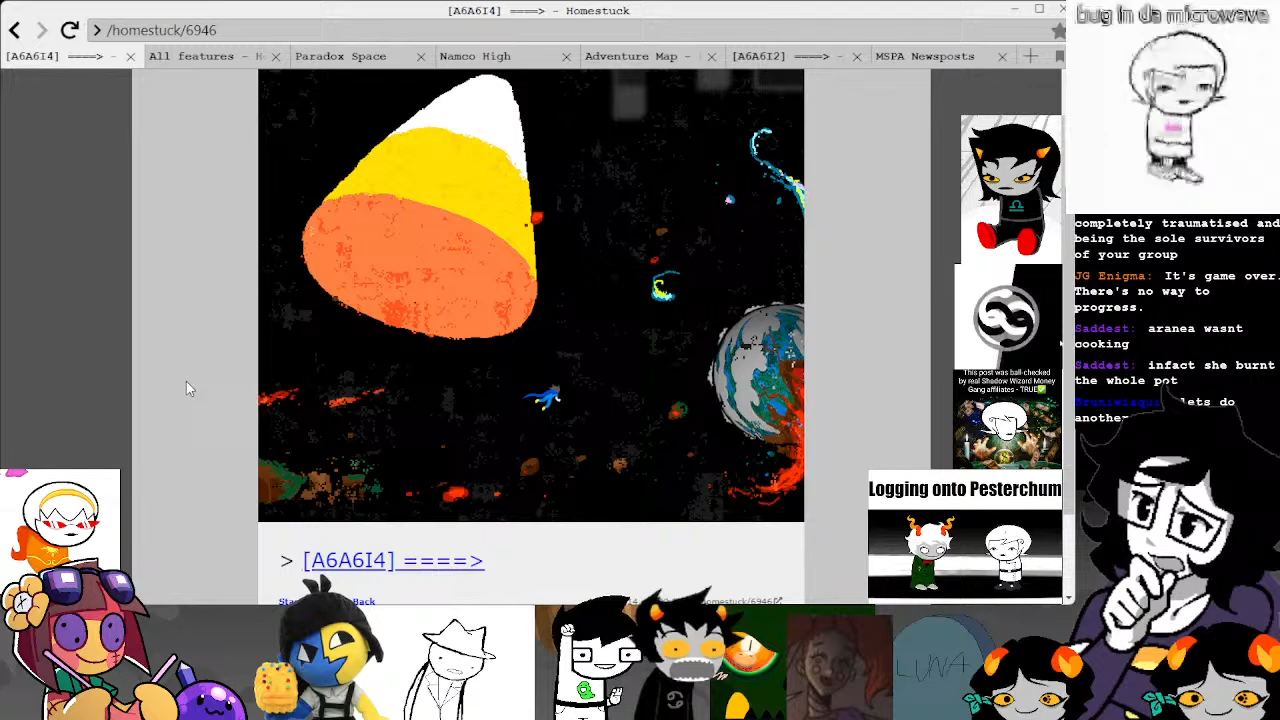 [A6A6I4] ====> - Homestuck
/homestuck/6946
[A6A6I4] ====> -
All features - H
Paradox Space
Namco High
Adventure Map -
[A6A6I2] ====> -
MSPA Newsposts
bug in da microwave
completely traumatised and
being the sole survivors
of your group
JG Enigma: It's game over
There's no way to
progress.
Saddest: aranea wasnt
cooking
Saddest: infact she burnt
the whole pot
lets do
another
This post was ball-checked
by real Shadow Wizard Money
Gang affiliates - TRUE✅
Logging onto Pesterchum
> [A6A6I4] ====>
Back
homestuck/6946
LUNA